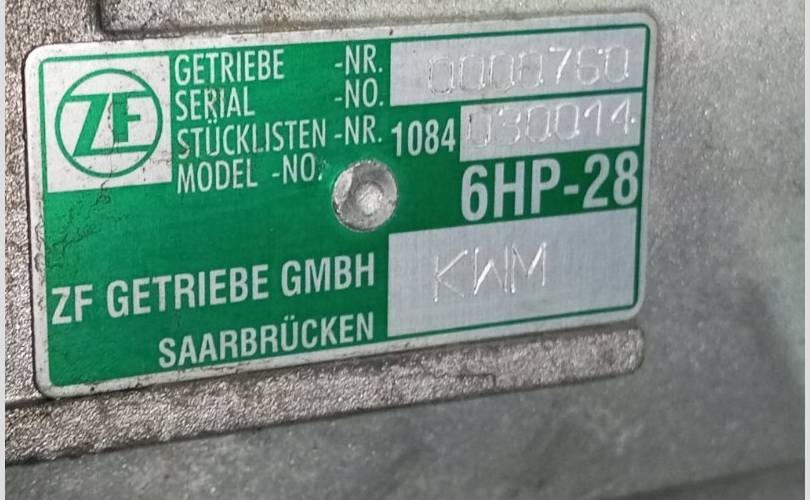 ZF
GETRIEBE -NR. 0008760
SERIAL -NO.
STÜCKLISTEN -NR. 1084 030014
MODEL -NO.
6HP-28
KWM
ZF GETRIEBE GMBH
SAARBRÜCKEN